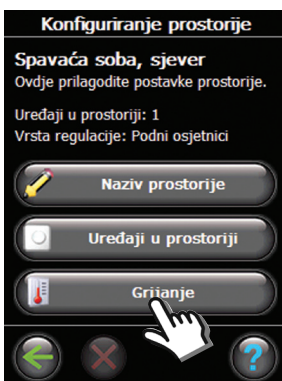 Konfiguriranje prostorije
Spavaća soba, sjever
Ovdje prilagodite postavke prostorije.
Uređaji u prostoriji: 1
Vrsta regulacije: Podni osjetnici
Naziv prostorije
Uređaji u prostoriji
Grijanje
?